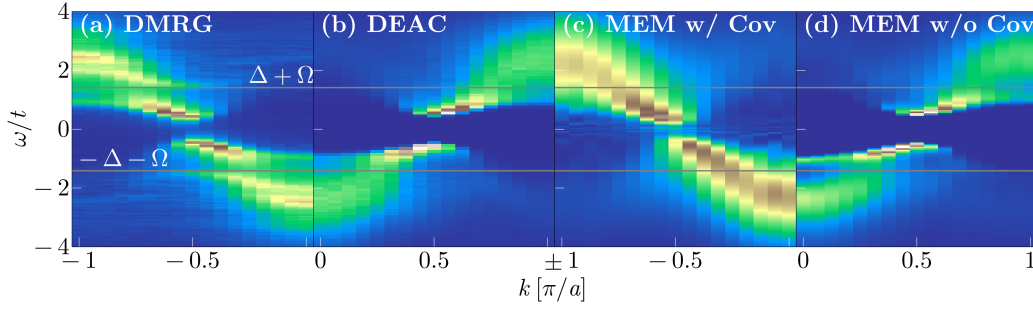 (a) DMRG (b) DEAC (c) MEM w/ Cov (d) MEM w/o Cov
4
2
0
−2
−4
ω/t
Δ + Ω
−Δ − Ω
−1 −0.5 0 0.5 ±1 −0.5 0 0.5 1
k [π/a]